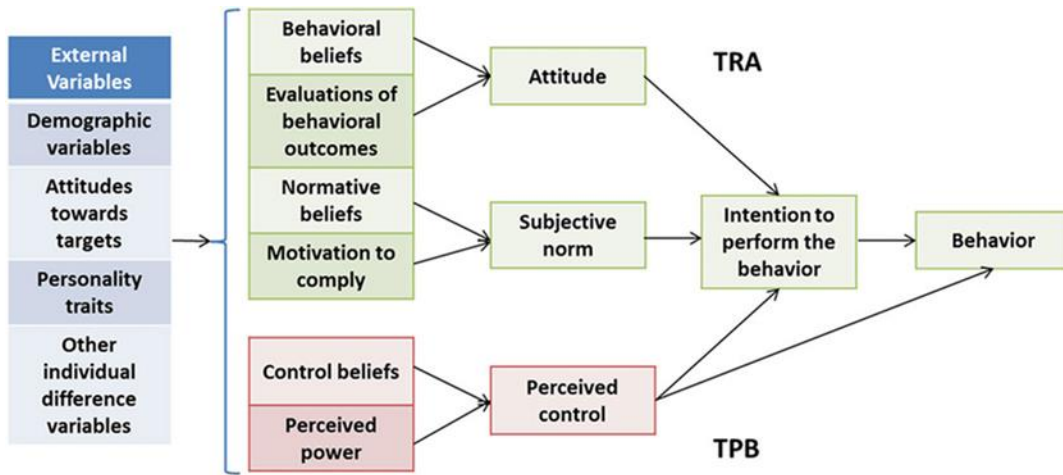 External
Variables
Demographic
variables
Attitudes
towards
targets
Personality
traits
Other
individual
difference
variables
Behavioral
beliefs
Evaluations of
behavioral
outcomes
Normative
beliefs
Motivation to
comply
Control beliefs
Perceived
power
Attitude
Subjective
norm
Perceived
control
TRA
Intention to
perform the
behavior
Behavior
TPB